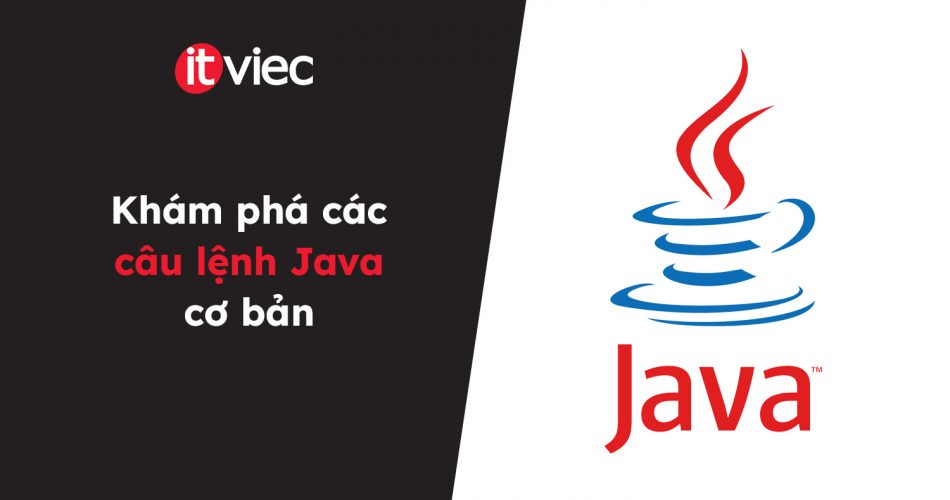 itviec
Khám phá các
câu lệnh Java
cơ bản
Java™